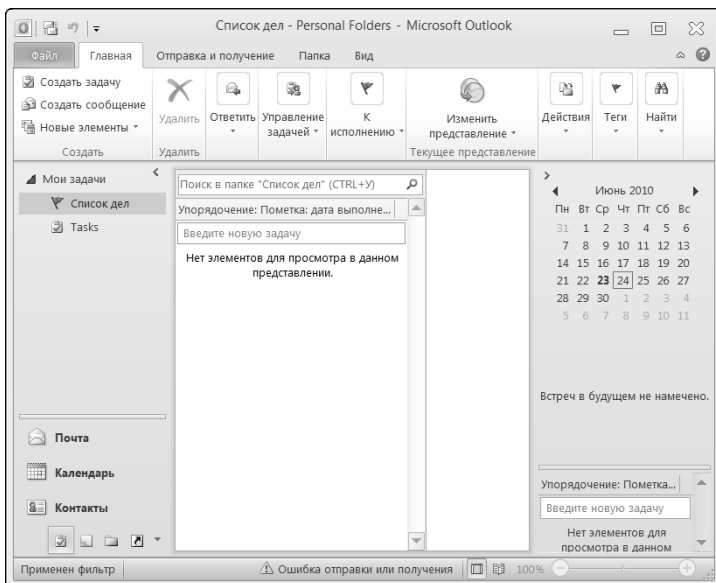 Список дел - Personal Folders - Microsoft Outlook
Файл Главная Отправка и получение Папка Вид
Создать задачу
Создать сообщение
Новые элементы
Создать
Удалить
Удалить
Ответить
Управление задачей
К исполнению
Изменить представление
Текущее представление
Действия
Теги
Найти
Мои задачи
Список дел
Tasks
Почта
Календарь
Контакты
Поиск в папке "Список дел" (CTRL+У)
Упорядочение: Пометка: дата выполне...
Введите новую задачу
Нет элементов для просмотра в данном
представлении.
Июнь 2010
Пн Вт Ср Чт Пт Сб Вс
31 1 2 3 4 5 6
7 8 9 10 11 12 13
14 15 16 17 18 19 20
21 22 23 24 25 26 27
28 29 30 1 2 3 4
5 6 7 8 9 10 11
Встреч в будущем не намечено.
Упорядочение: Пометка...
Введите новую задачу
Нет элементов для
просмотра в данном
Применен фильтр
Ошибка отправки или получения
100%